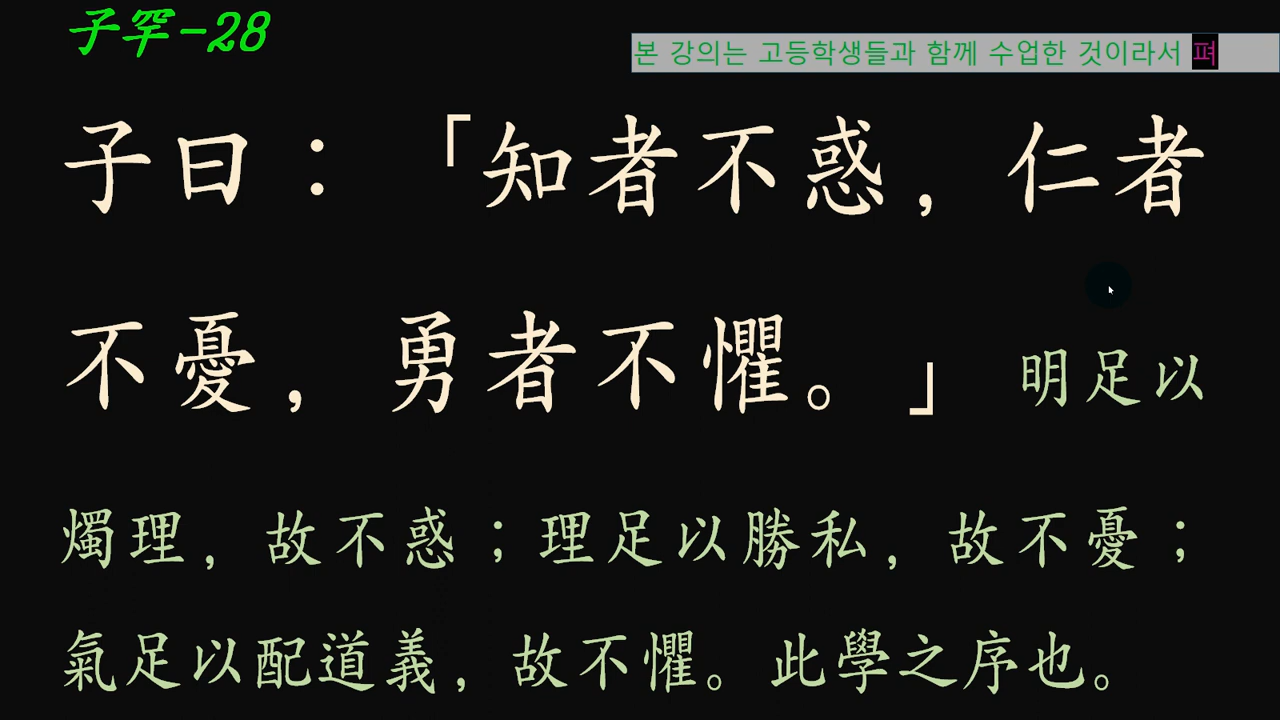 子罕-28
본 강의는 고등학생들과 함께 수업한 것이라서 펴
子曰：「知者不惑，仁者
不憂，勇者不懼。」 明足以
燭理，故不惑；理足以勝私，故不憂；
氣足以配道義，故不懼。此學之序也。